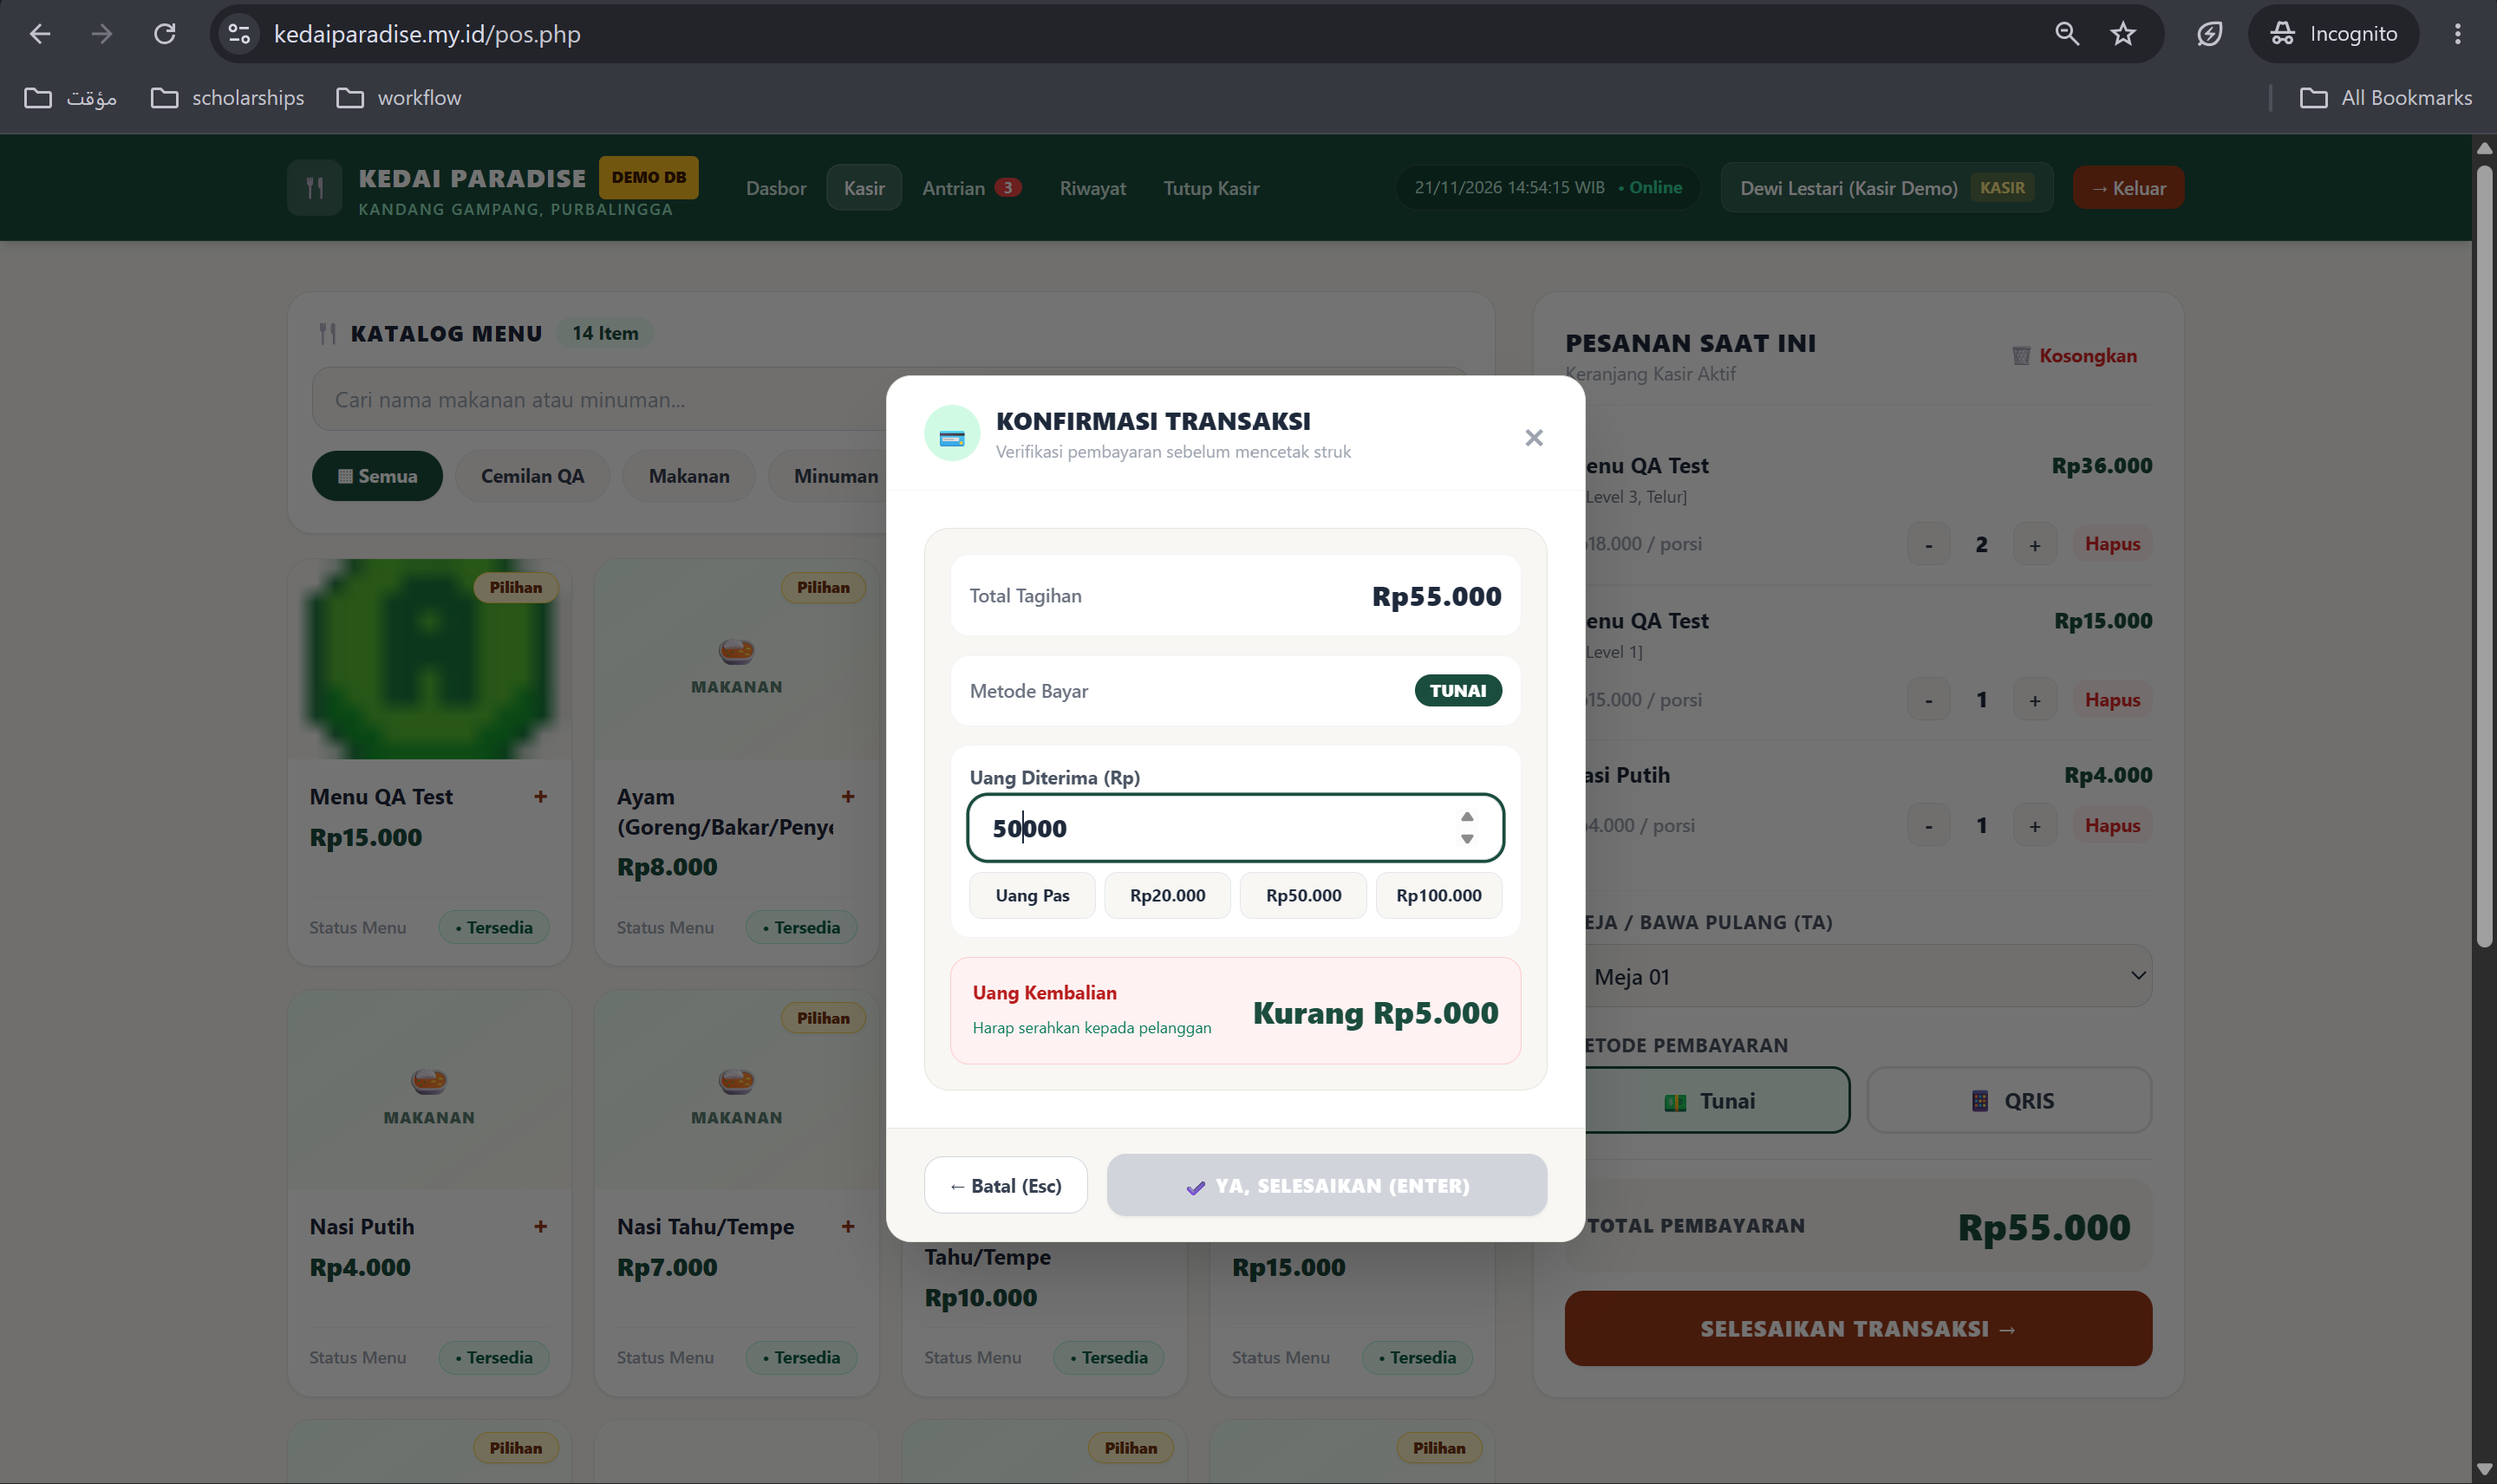 kedaiparadise.my.id/pos.php
Incognito
مؤقت
scholarships
workflow
All Bookmarks
KEDAI PARADISE
DEMO DB
KANDANG GAMPANG, PURBALINGGA
Dasbor
Kasir
Antrian 3
Riwayat
Tutup Kasir
21/11/2026 14:54:15 WIB • Online
Dewi Lestari (Kasir Demo) KASIR
→ Keluar
KATALOG MENU 14 Item
Cari nama makanan atau minuman...
Semua
Cemilan QA
Makanan
Minuman
Pilihan
Menu QA Test +
Rp15.000
Status Menu • Tersedia
Pilihan
MAKANAN
Ayam +
(Goreng/Bakar/Penye
Rp8.000
Status Menu • Tersedia
MAKANAN
Nasi Putih +
Rp4.000
Status Menu • Tersedia
Pilihan
MAKANAN
Nasi Tahu/Tempe +
Rp7.000
Status Menu • Tersedia
Tahu/Tempe
Rp10.000
Status Menu • Tersedia
Rp15.000
Status Menu • Tersedia
Pilihan
Pilihan
Pilihan
KONFIRMASI TRANSAKSI
Verifikasi pembayaran sebelum mencetak struk
Total Tagihan Rp55.000
Metode Bayar TUNAI
Uang Diterima (Rp)
50000
Uang Pas
Rp20.000
Rp50.000
Rp100.000
Uang Kembalian
Harap serahkan kepada pelanggan
Kurang Rp5.000
← Batal (Esc)
YA, SELESAIKAN (ENTER)
PESANAN SAAT INI
Keranjang Kasir Aktif
Kosongkan
enu QA Test Rp36.000
Level 3, Telur]
18.000 / porsi - 2 + Hapus
enu QA Test Rp15.000
Level 1]
15.000 / porsi - 1 + Hapus
asi Putih Rp4.000
4.000 / porsi - 1 + Hapus
EJA / BAWA PULANG (TA)
Meja 01
ETODE PEMBAYARAN
Tunai
QRIS
TOTAL PEMBAYARAN Rp55.000
SELESAIKAN TRANSAKSI →